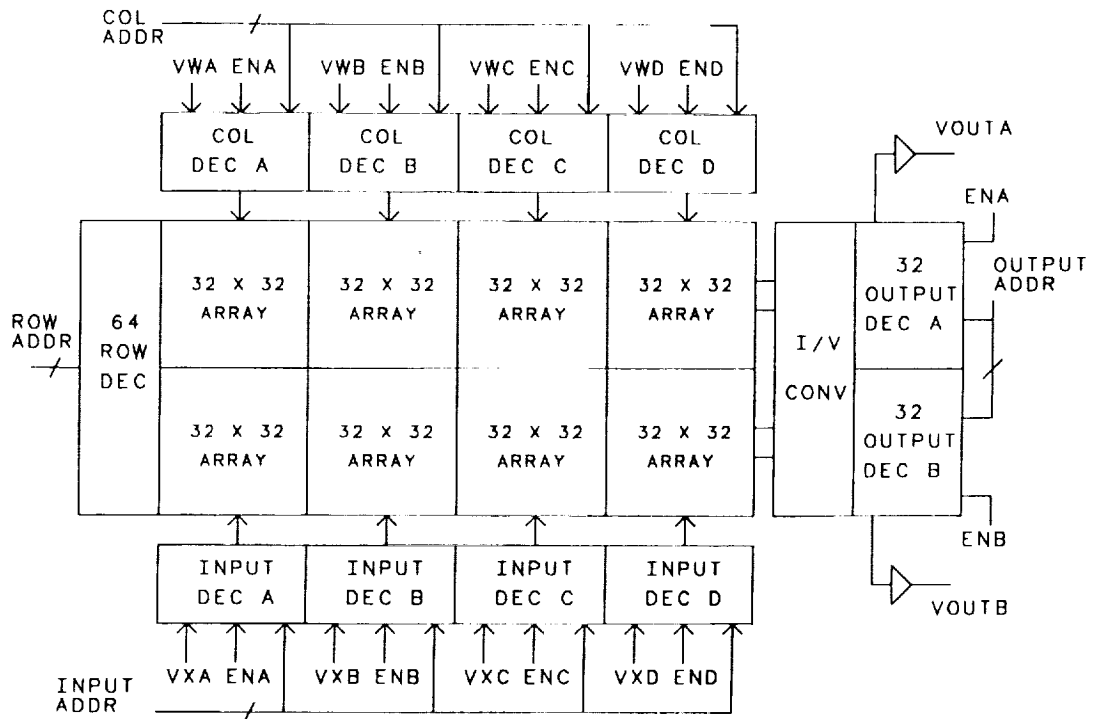 COL
ADDR
VWA ENA VWB ENB VWC ENC VWD END
COL
DEC A
COL
DEC B
COL
DEC C
COL
DEC D
VOUTA
ENA
OUTPUT
ADDR
ROW
ADDR
64
ROW
DEC
32 X 32
ARRAY
32 X 32
ARRAY
32 X 32
ARRAY
32 X 32
ARRAY
32 X 32
ARRAY
32 X 32
ARRAY
32 X 32
ARRAY
32 X 32
ARRAY
I/V
CONV
32
OUTPUT
DEC A
32
OUTPUT
DEC B
ENB
VOUTB
INPUT
DEC A
INPUT
DEC B
INPUT
DEC C
INPUT
DEC D
VXA ENA VXB ENB VXC ENC VXD END
INPUT
ADDR